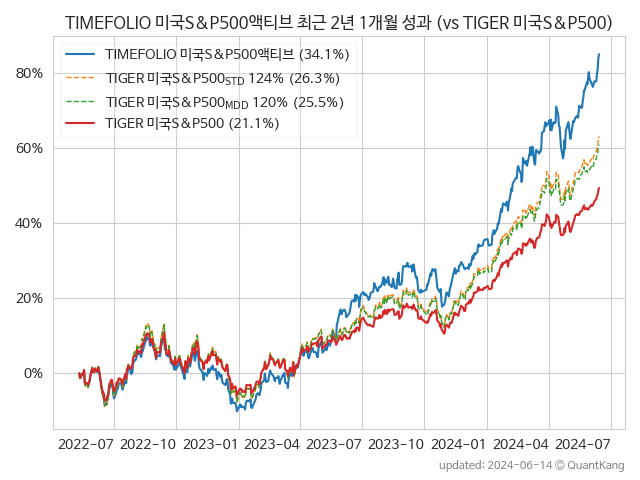 TIMEFOLIO 미국S&P500액티브 최근 2년 1개월 성과 (vs TIGER 미국S&P500)
TIMEFOLIO 미국S&P500액티브 (34.1%)
TIGER 미국S&P500STD 124% (26.3%)
TIGER 미국S&P500MDD 120% (25.5%)
TIGER 미국S&P500 (21.1%)
80%
60%
40%
20%
0%
2022-07 2022-10 2023-01 2023-04 2023-07 2023-10 2024-01 2024-04 2024-07
updated: 2024-06-14 © QuantKang